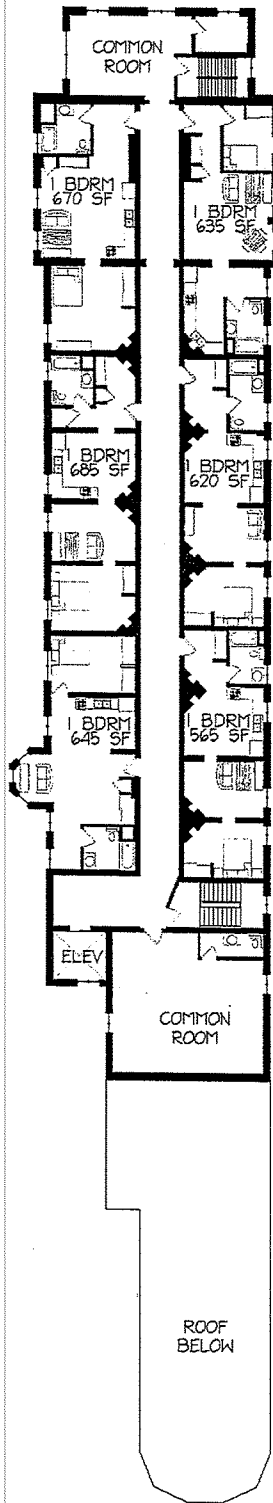 COMMON
ROOM
1 BDRM
670 SF
1 BDRM
635 SF
1 BDRM
685 SF
1 BDRM
620 SF
1 BDRM
645 SF
1 BDRM
565 SF
ELEV
COMMON
ROOM
ROOF
BELOW